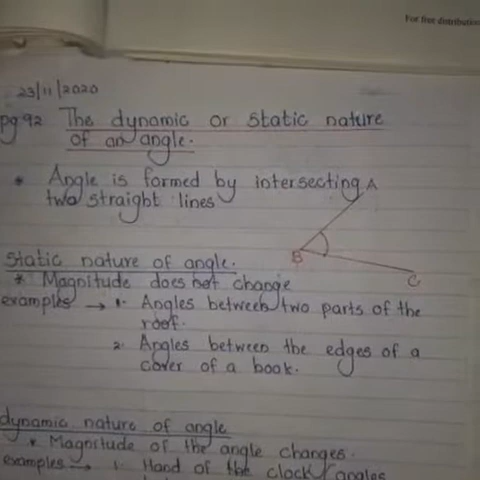 For free distribution
23/11/2020
pg 92 The dynamic or static nature
of an angle.
* Angle is formed by intersecting
two straight lines
A
B
C
static nature of angle.
* Magnitude does not change
examples → 1. Angles between two parts of the
roof.
2. Angles between the edges of a
cover of a book.
dynamic nature of angle
* Magnitude of the angle changes.
examples → 1. Hand of the clock / angles